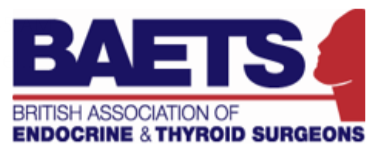 BAETS
BRITISH ASSOCIATION OF
ENDOCRINE & THYROID SURGEONS